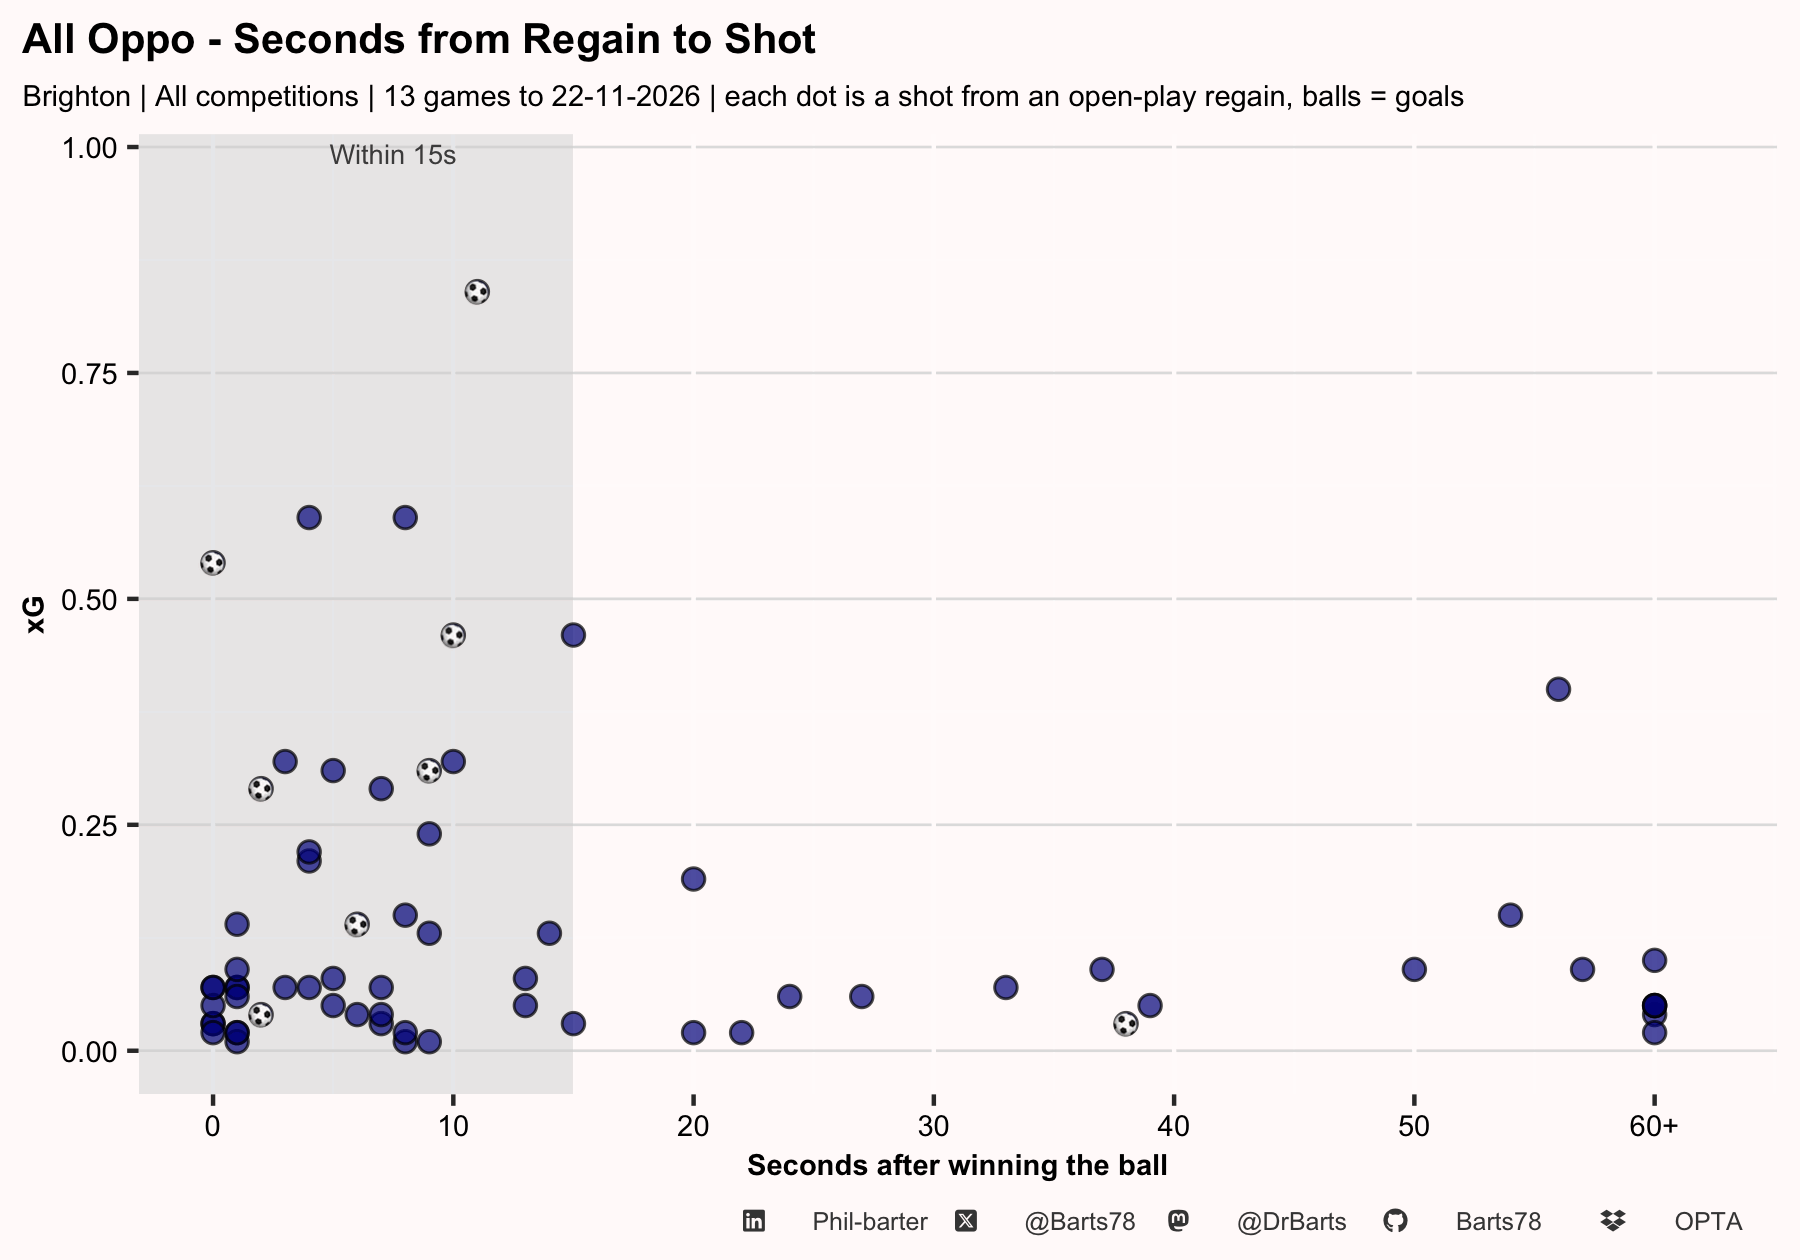 All Oppo - Seconds from Regain to Shot
Brighton | All competitions | 13 games to 22-11-2026 | each dot is a shot from an open-play regain, balls = goals
Within 15s
1.00
0.75
0.50
0.25
0.00
xG
0 10 20 30 40 50 60+
Seconds after winning the ball
Phil-barter @Barts78 @DrBarts Barts78 OPTA